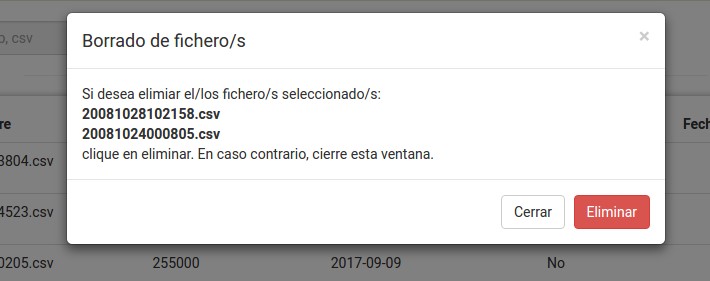 o, csv
Borrado de fichero/s
×
Si desea elimiar el/los fichero/s seleccionado/s:
re
20081028102158.csv
Fech
20081024000805.csv
clique en eliminar. En caso contrario, cierre esta ventana.
3804.csv
Cerrar
Eliminar
4523.csv
0205.csv 255000 2017-09-09 No